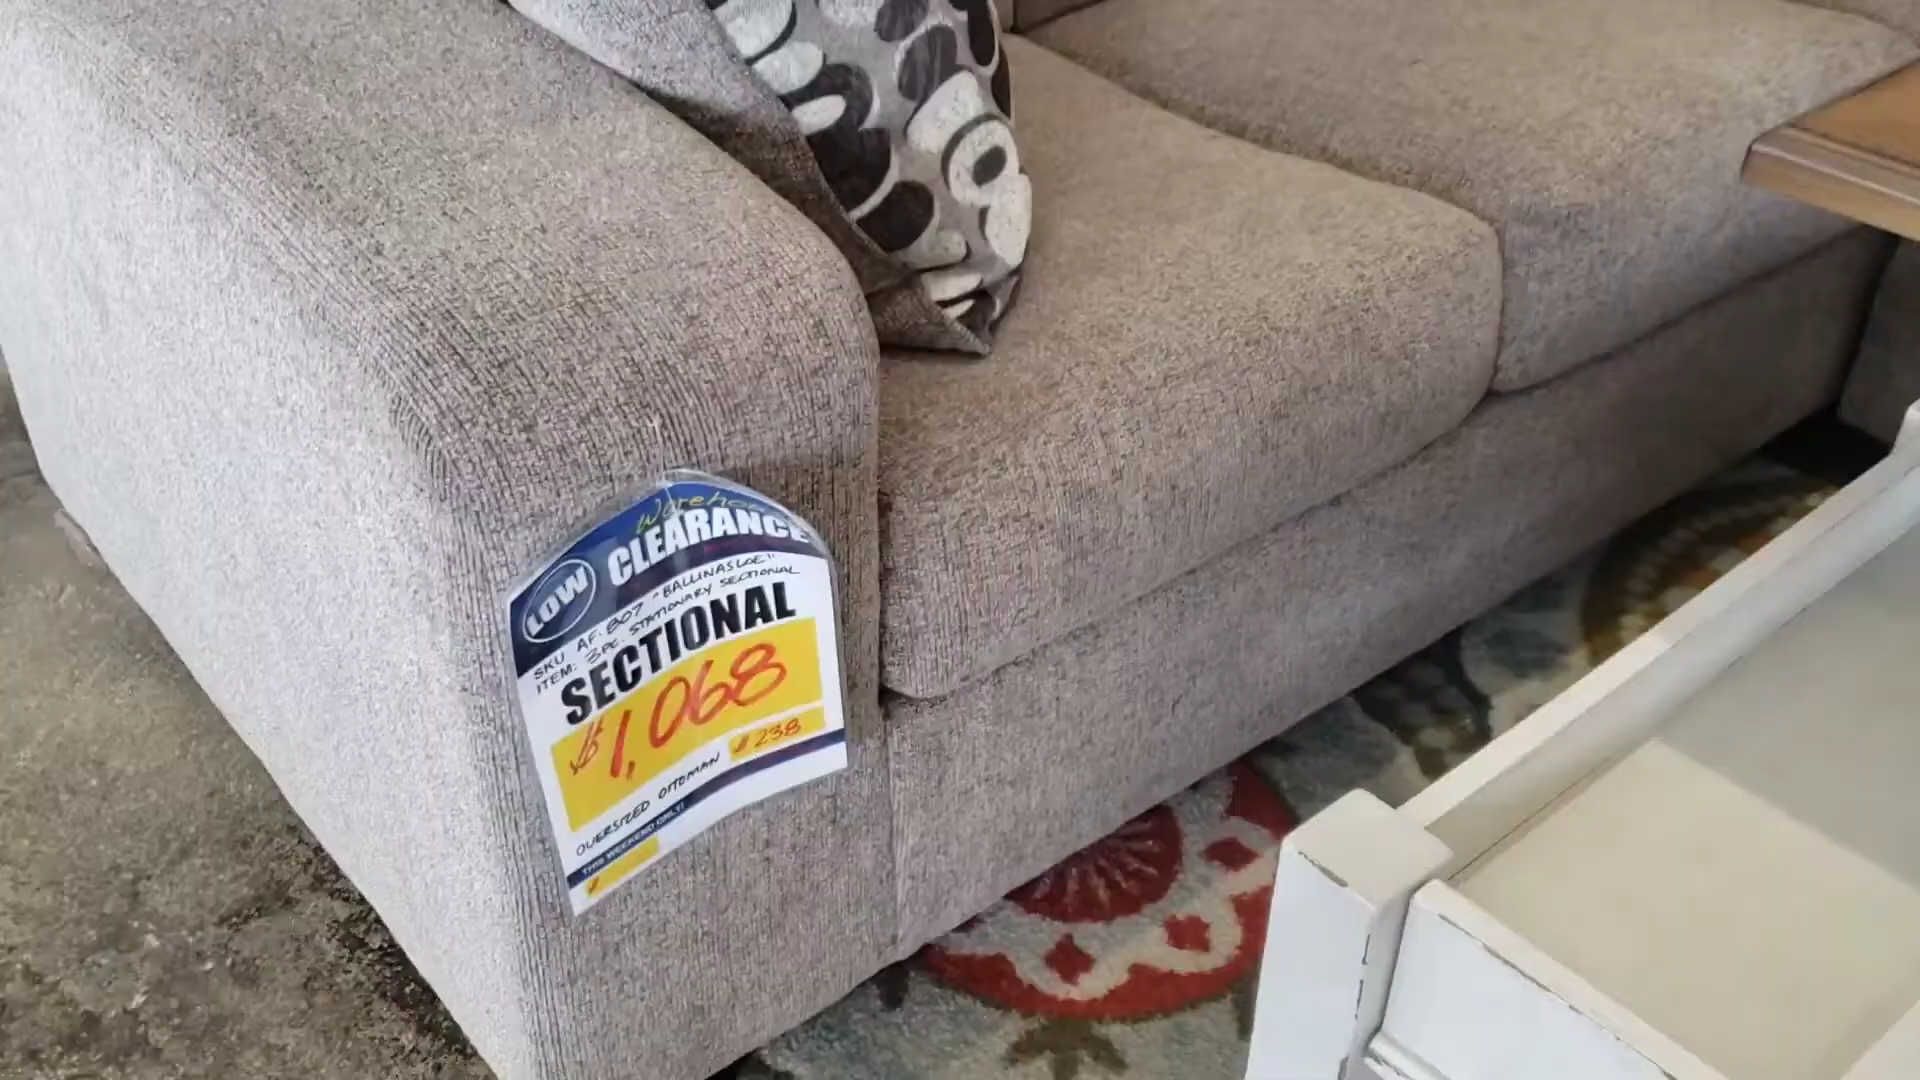 CLEARANCE
LOW
SKU AF: 807 "BALLINASLOE"
ITEM: 3PC. STATIONARY SECTIONAL
SECTIONAL
$1,068
OVERSIZED OTTOMAN $238
THIS WEEKEND ONLY!